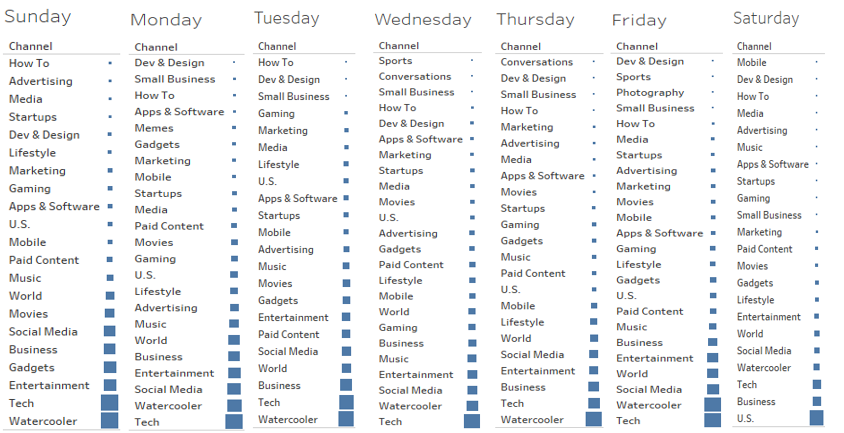 Sunday
Channel
How To
Advertising
Media
Startups
Dev & Design
Lifestyle
Marketing
Gaming
Apps & Software
U.S.
Mobile
Paid Content
Music
World
Movies
Social Media
Business
Gadgets
Entertainment
Tech
Watercooler
Monday
Channel
Dev & Design
Small Business
How To
Apps & Software
Memes
Gadgets
Marketing
Mobile
Startups
Media
Paid Content
Movies
Gaming
U.S.
Lifestyle
Advertising
Music
World
Business
Entertainment
Social Media
Watercooler
Tech
Tuesday
Channel
How To
Dev & Design
Small Business
Gaming
Marketing
Media
Lifestyle
U.S.
Apps & Software
Startups
Mobile
Advertising
Music
Movies
Gadgets
Entertainment
Paid Content
Social Media
World
Business
Tech
Watercooler
Wednesday
Channel
Sports
Conversations
Small Business
How To
Dev & Design
Apps & Software
Marketing
Startups
Media
Movies
U.S.
Advertising
Gadgets
Paid Content
Lifestyle
Mobile
World
Gaming
Business
Music
Entertainment
Social Media
Watercooler
Tech
Thursday
Channel
Conversations
Dev & Design
Small Business
How To
Marketing
Advertising
Media
Apps & Software
Movies
Startups
Gaming
Gadgets
Music
Paid Content
U.S.
Mobile
Lifestyle
World
Social Media
Entertainment
Business
Tech
Watercooler
Friday
Channel
Dev & Design
Sports
Photography
Small Business
How To
Media
Startups
Advertising
Marketing
Movies
Mobile
Apps & Software
Gaming
Lifestyle
Gadgets
U.S.
Paid Content
Music
Business
Entertainment
World
Social Media
Watercooler
Tech
Saturday
Channel
Mobile
Dev & Design
How To
Media
Advertising
Music
Apps & Software
Startups
Gaming
Small Business
Marketing
Paid Content
Movies
Gadgets
Lifestyle
Entertainment
World
Social Media
Watercooler
Tech
Business
U.S.